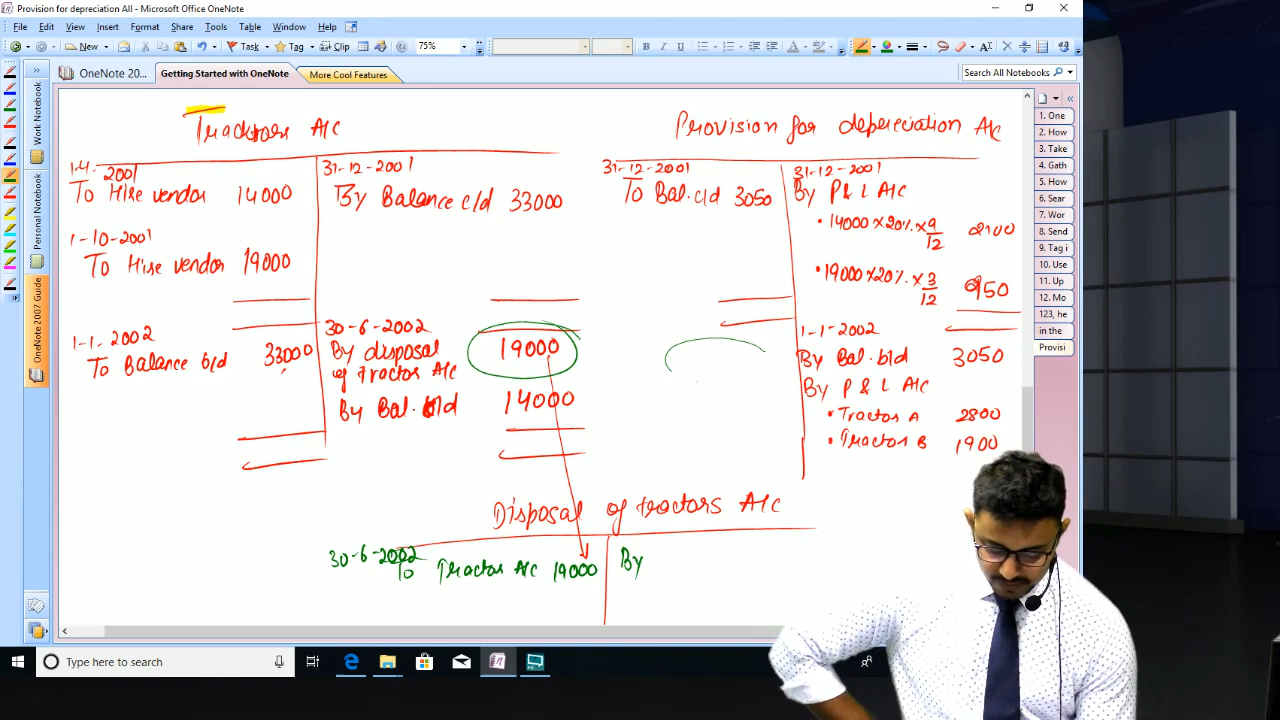 Provision for depreciation All - Microsoft Office OneNote
File Edit View Insert Format Share Tools Table Window Help
New Task Tag Clip 75% B I U A
OneNote 20... Getting Started with OneNote More Cool Features Search All Notebooks
Work Notebook
Personal Notebook
OneNote 2007 Guide
1. One
2. How
3. Take
4. Gath
5. How
6. Sear
7. Wor
8. Send
9. Tag i
10. Use
11. Up
12. Mo
123, he
in the
Provisi
Tractors A/c
1-4-2001
To Hire vendor 14000
1-10-2001
To Hire vendor 19000
1-1-2002
To Balance b/d 33000
31-12-2001
By Balance c/d 33000
30-6-2002
By disposal 19000
of tractor A/c
By Bal. b/d 14000
Provision for depreciation A/c
31-12-2001
To Bal. c/d 3050
31-12-2001
By P & L A/c
• 14000 x 20% x 9/12 2100
• 19000 x 20% x 3/12 950
1-1-2002
By Bal. b/d 3050
By P & L A/c
• Tractor A 2800
• Tractor B 1900
Disposal of tractors A/c
30-6-2002
To Tractor A/c 19000 By
Type here to search